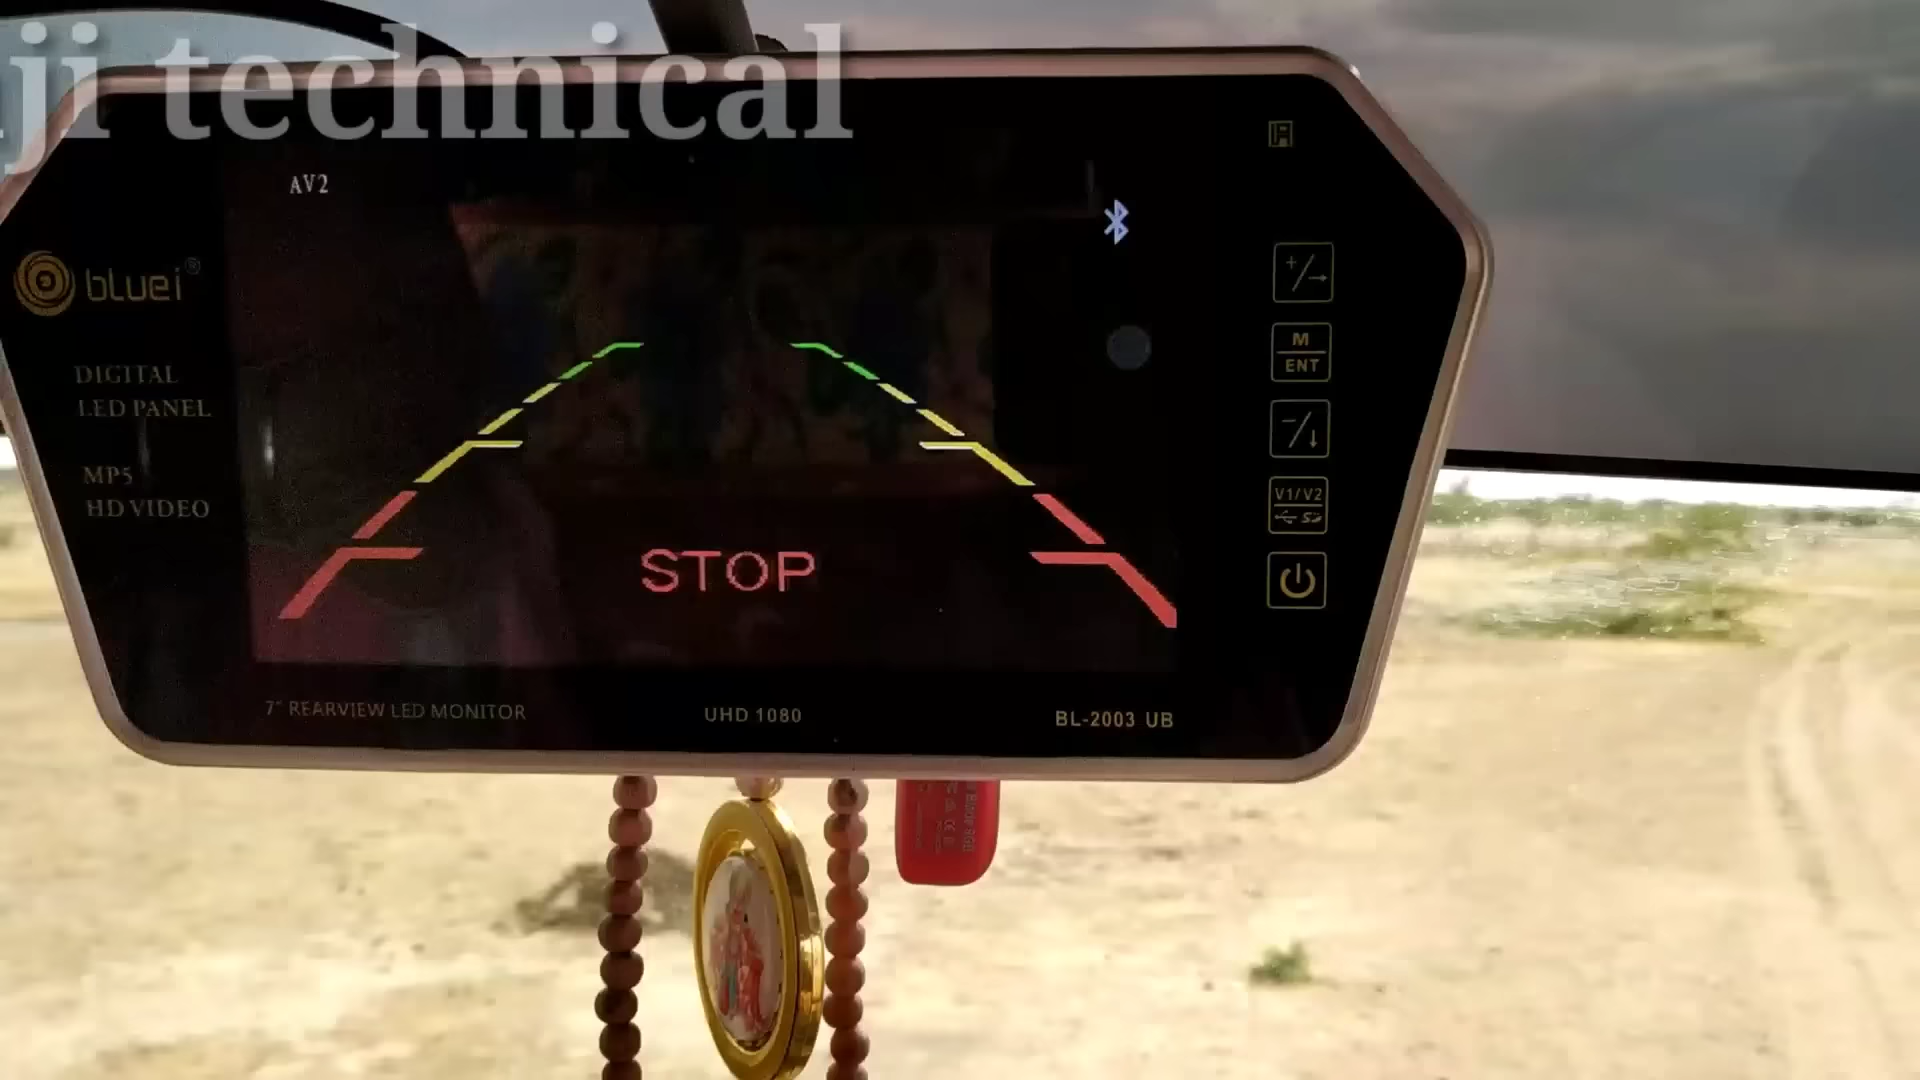 ji technical
AV2
bluei®
DIGITAL
LED PANEL
MP5
HD VIDEO
+/→
M
ENT
−/↓
V1/V2
SD
STOP
7" REARVIEW LED MONITOR
UHD 1080
BL-2003 UB